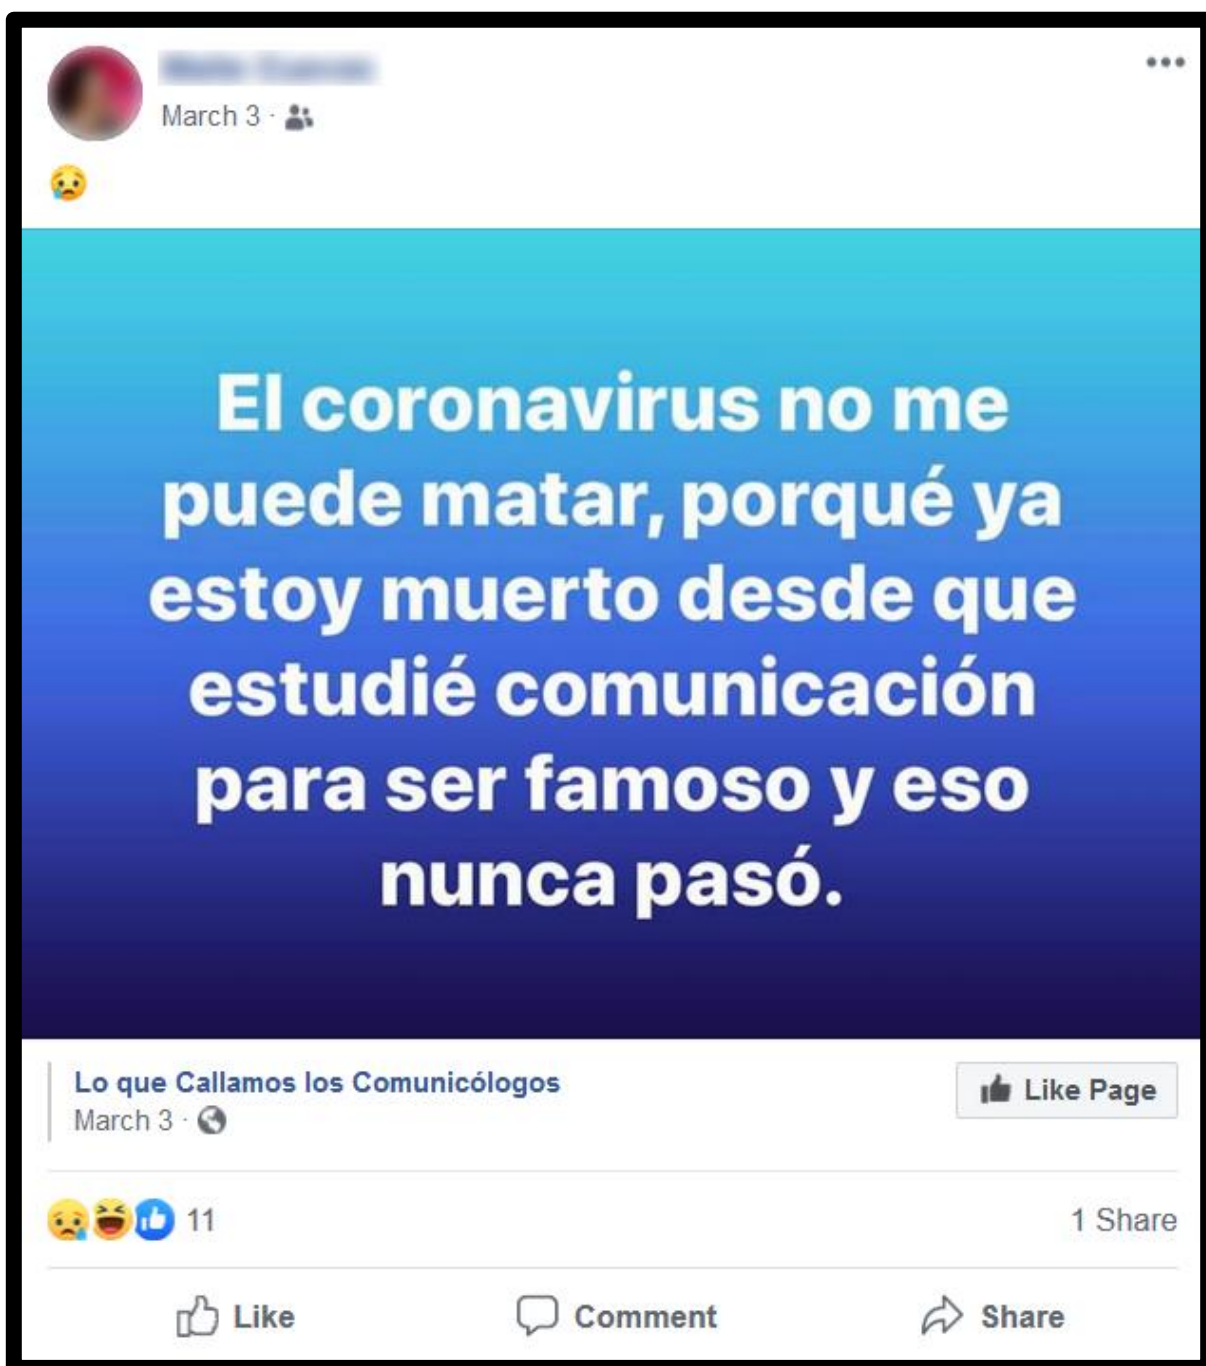 March 3 ·
El coronavirus no me
puede matar, porqué ya
estoy muerto desde que
estudié comunicación
para ser famoso y eso
nunca pasó.
Lo que Callamos los Comunicólogos
March 3 ·
Like Page
11
1 Share
Like
Comment
Share